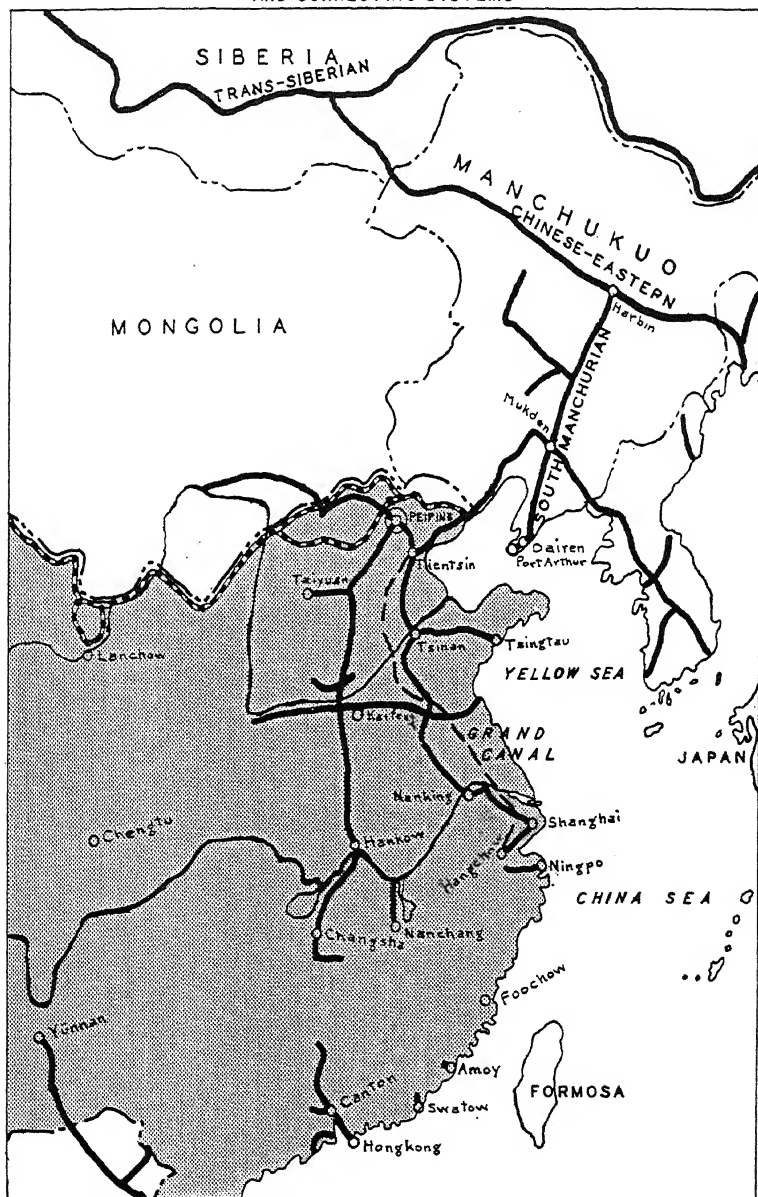 SIBERIA
TRANS-SIBERIAN
MANCHUKUO
CHINESE-EASTERN
MONGOLIA
Harbin
SOUTH MANCHURIAN
Mukden
PEIPING
Dairen
Port Arthur
Tientsin
Taiyuan
Tsinan
Tsingtau
Lanchow
YELLOW SEA
Kaifeng
GRAND
CANAL
JAPAN
Nanking
Shanghai
Chengtu
Hankow
Hangchow
Ningpo
CHINA SEA
Changsha
Nanchang
Foochow
Yunnan
Amoy
FORMOSA
Canton
Swatow
Hongkong